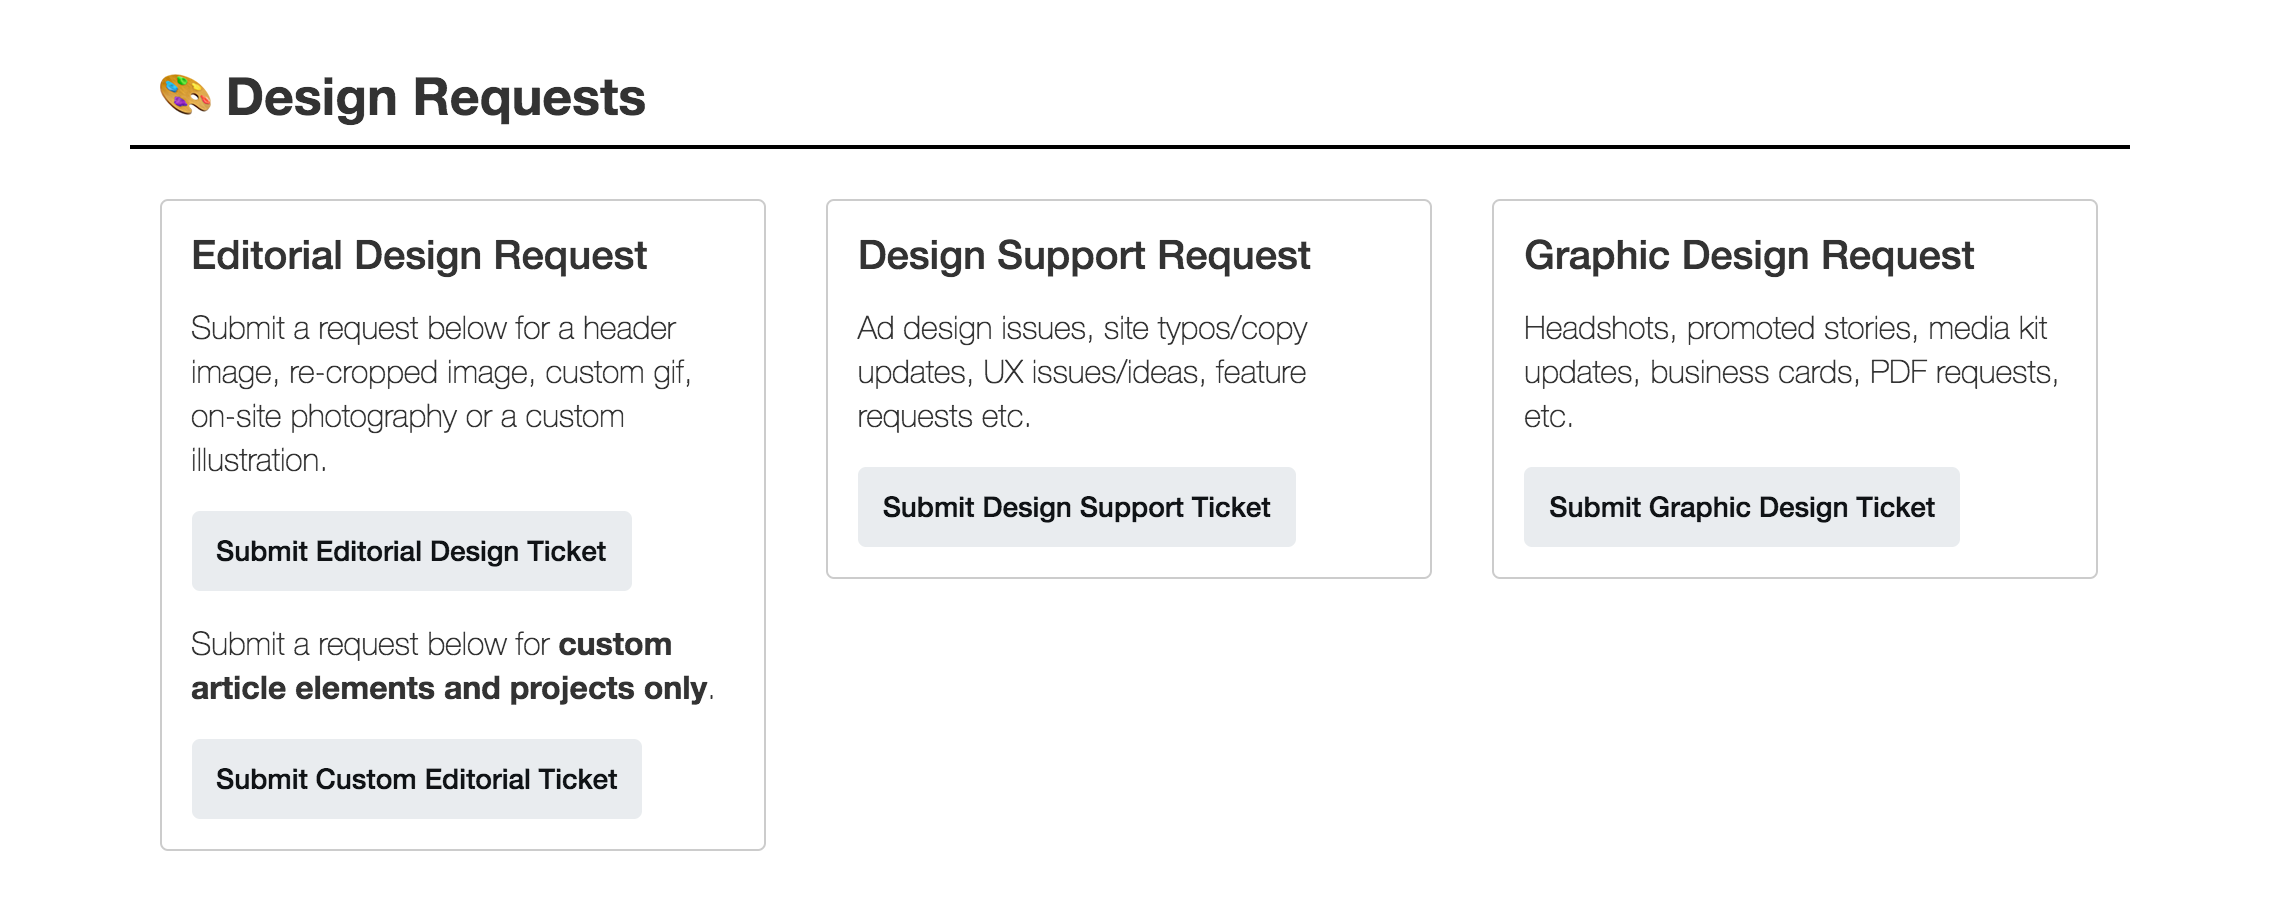 Design Requests
Editorial Design Request
Submit a request below for a header
image, re-cropped image, custom gif,
on-site photography or a custom
illustration.
Submit Editorial Design Ticket
Submit a request below for custom
article elements and projects only.
Submit Custom Editorial Ticket
Design Support Request
Ad design issues, site typos/copy
updates, UX issues/ideas, feature
requests etc.
Submit Design Support Ticket
Graphic Design Request
Headshots, promoted stories, media kit
updates, business cards, PDF requests,
etc.
Submit Graphic Design Ticket